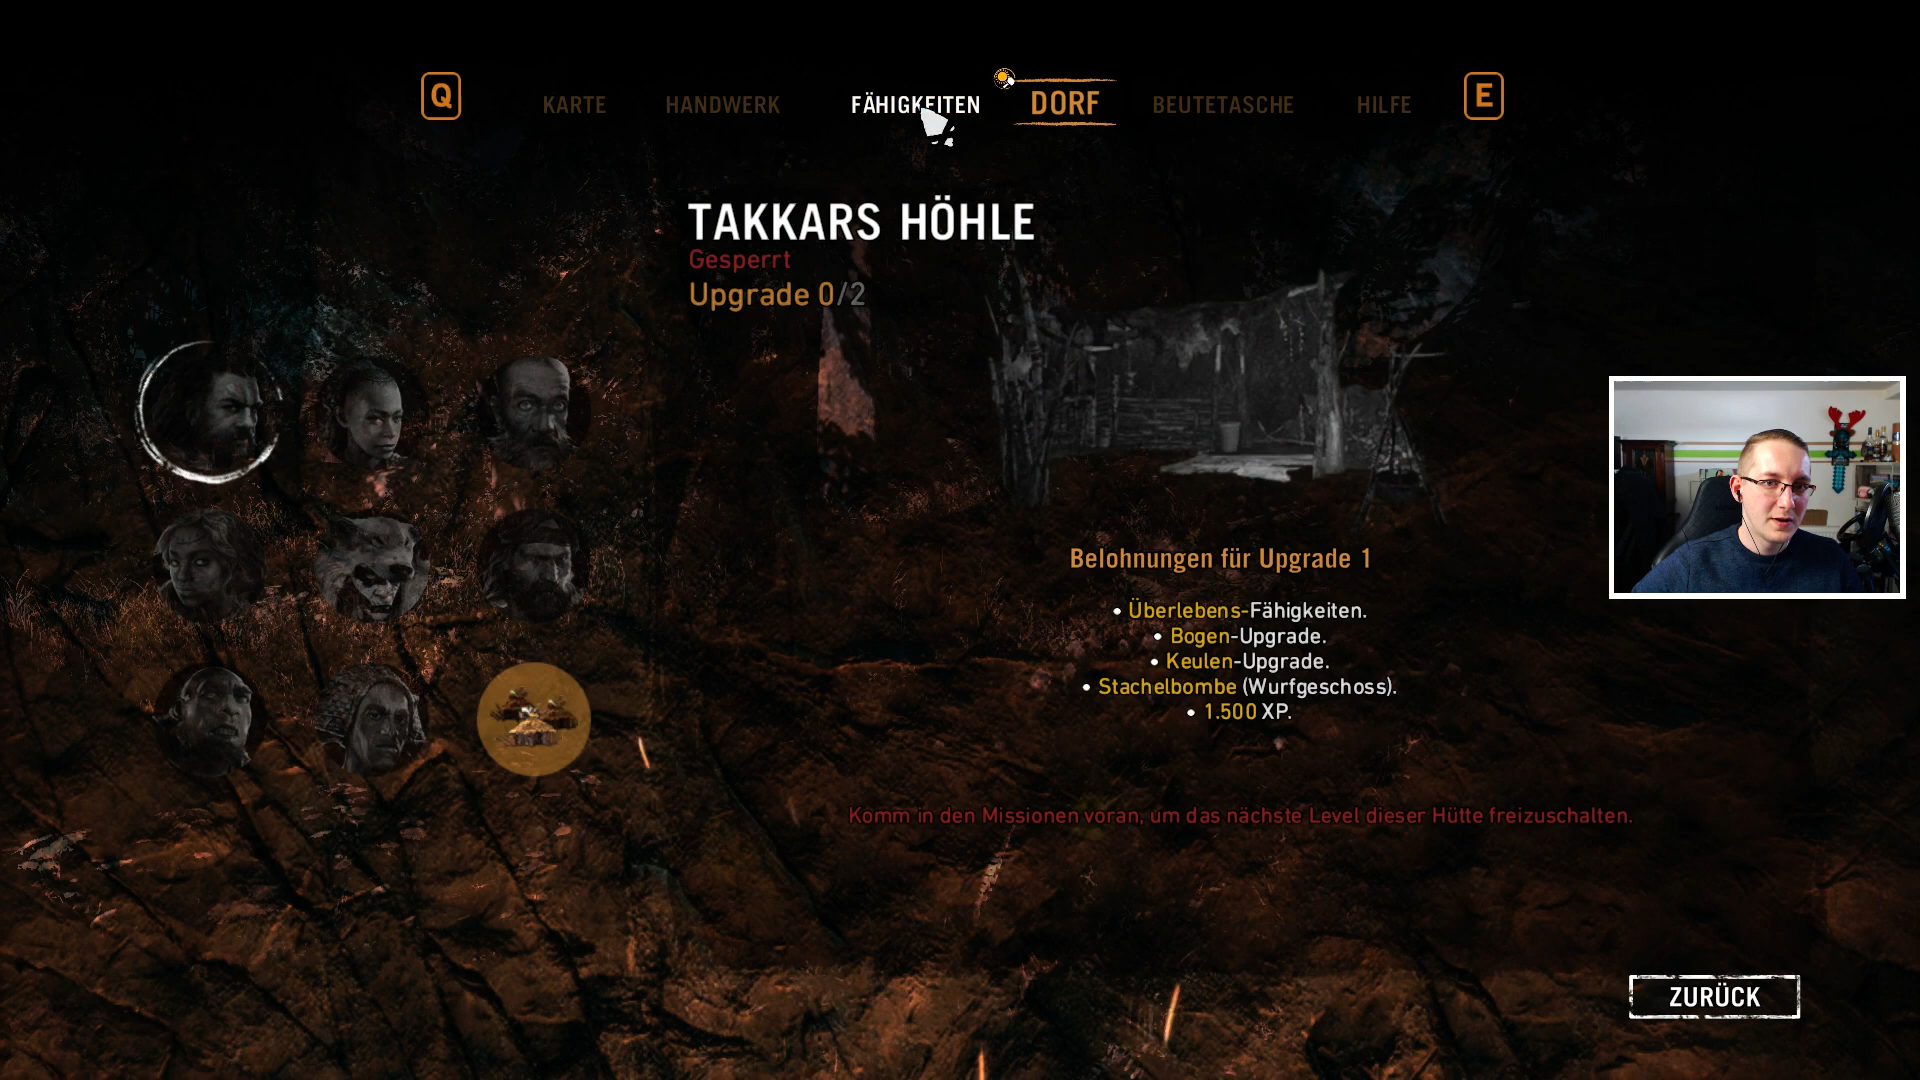 Q
KARTE
HANDWERK
FÄHIGKEITEN
DORF
BEUTETASCHE
HILFE
E
TAKKARS HÖHLE
Gesperrt
Upgrade 0/2
Belohnungen für Upgrade 1
• Überlebens-Fähigkeiten.
• Bogen-Upgrade.
• Keulen-Upgrade.
• Stachelbombe (Wurfgeschoss).
• 1.500 XP.
Komm in den Missionen voran, um das nächste Level dieser Hütte freizuschalten.
ZURÜCK